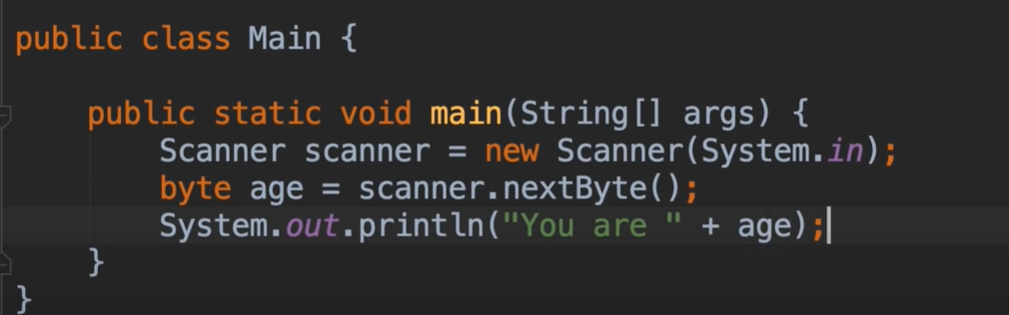 public class Main {
    public static void main(String[] args) {
        Scanner scanner = new Scanner(System.in);
        byte age = scanner.nextByte();
        System.out.println("You are " + age);
    }
}